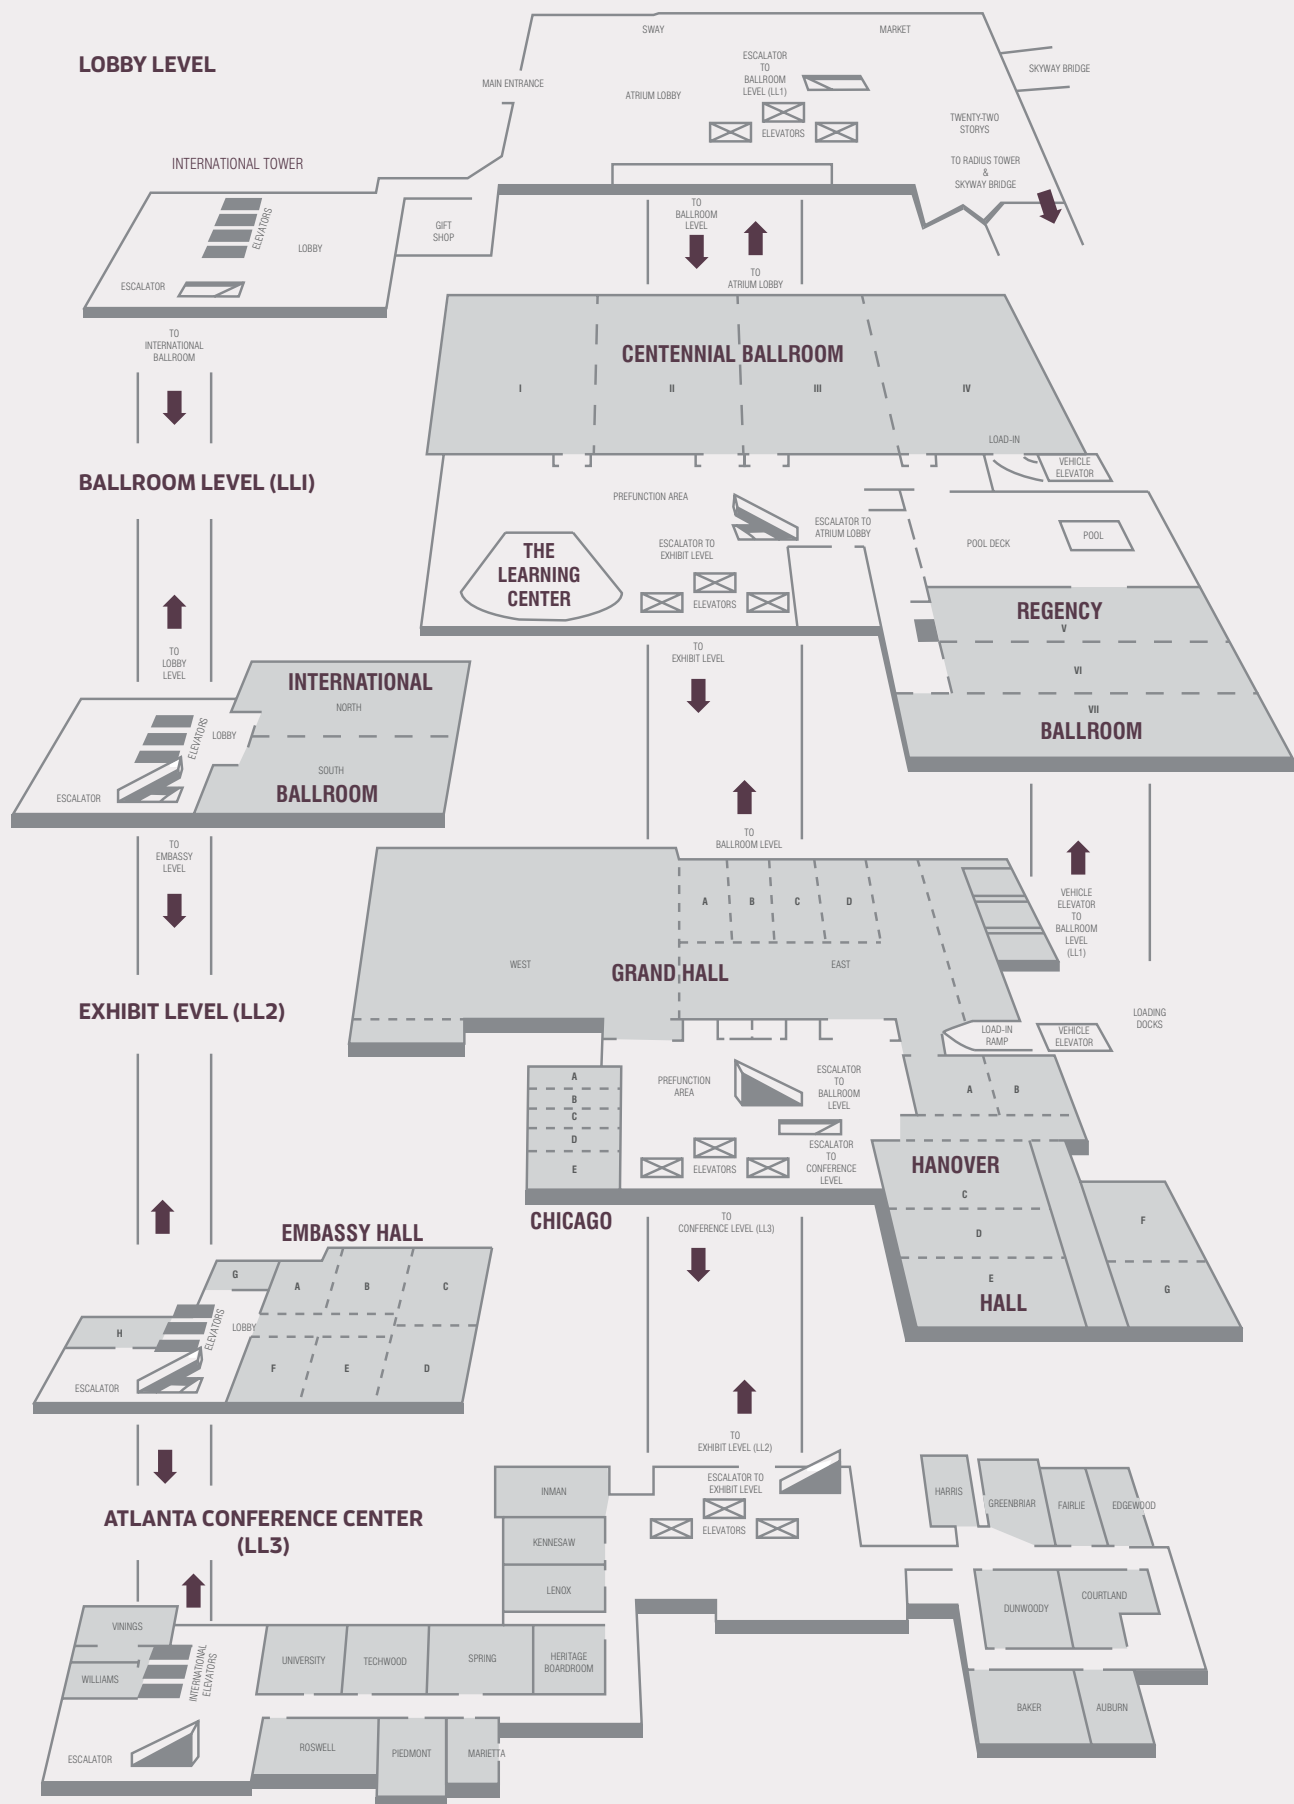 LOBBY LEVEL
SWAY
MARKET
ESCALATOR
TO
BALLROOM
LEVEL (LL1)
SKYWAY BRIDGE
MAIN ENTRANCE
ATRIUM LOBBY
ELEVATORS
TWENTY-TWO
STORYS
TO RADIUS TOWER
&
SKYWAY BRIDGE
INTERNATIONAL TOWER
ELEVATORS
LOBBY
GIFT
SHOP
ESCALATOR
TO
BALLROOM
LEVEL
TO
ATRIUM LOBBY
TO
INTERNATIONAL
BALLROOM
CENTENNIAL BALLROOM
I
II
III
IV
LOAD-IN
VEHICLE
ELEVATOR
BALLROOM LEVEL (LL1)
PREFUNCTION AREA
ESCALATOR TO
ATRIUM LOBBY
ESCALATOR TO
EXHIBIT LEVEL
POOL DECK
POOL
THE
LEARNING
CENTER
ELEVATORS
REGENCY
V
VI
VII
BALLROOM
TO
EXHIBIT LEVEL
TO
LOBBY
LEVEL
INTERNATIONAL
NORTH
ELEVATORS
LOBBY
SOUTH
BALLROOM
ESCALATOR
TO
EMBASSY
LEVEL
TO
BALLROOM LEVEL
VEHICLE
ELEVATOR
TO
BALLROOM
LEVEL
(LL1)
A
B
C
D
WEST
GRAND HALL
EAST
EXHIBIT LEVEL (LL2)
LOAD-IN
RAMP
VEHICLE
ELEVATOR
LOADING
DOCKS
A
B
C
D
E
CHICAGO
PREFUNCTION
AREA
ESCALATOR
TO
BALLROOM
LEVEL
ESCALATOR
TO
CONFERENCE
LEVEL
ELEVATORS
A
B
HANOVER
C
D
E
HALL
F
G
TO
CONFERENCE LEVEL (LL3)
EMBASSY HALL
G
A
B
C
H
ELEVATORS
LOBBY
F
E
D
ESCALATOR
TO
EXHIBIT LEVEL (LL2)
ESCALATOR TO
EXHIBIT LEVEL
ELEVATORS
ATLANTA CONFERENCE CENTER
(LL3)
INMAN
KENNESAW
LENOX
HARRIS
GREENBRIAR
FAIRLIE
EDGEWOOD
DUNWOODY
COURTLAND
BAKER
AUBURN
VININGS
WILLIAMS
INTERNATIONAL
ELEVATORS
UNIVERSITY
TECHWOOD
SPRING
HERITAGE
BOARDROOM
ESCALATOR
ROSWELL
PIEDMONT
MARIETTA